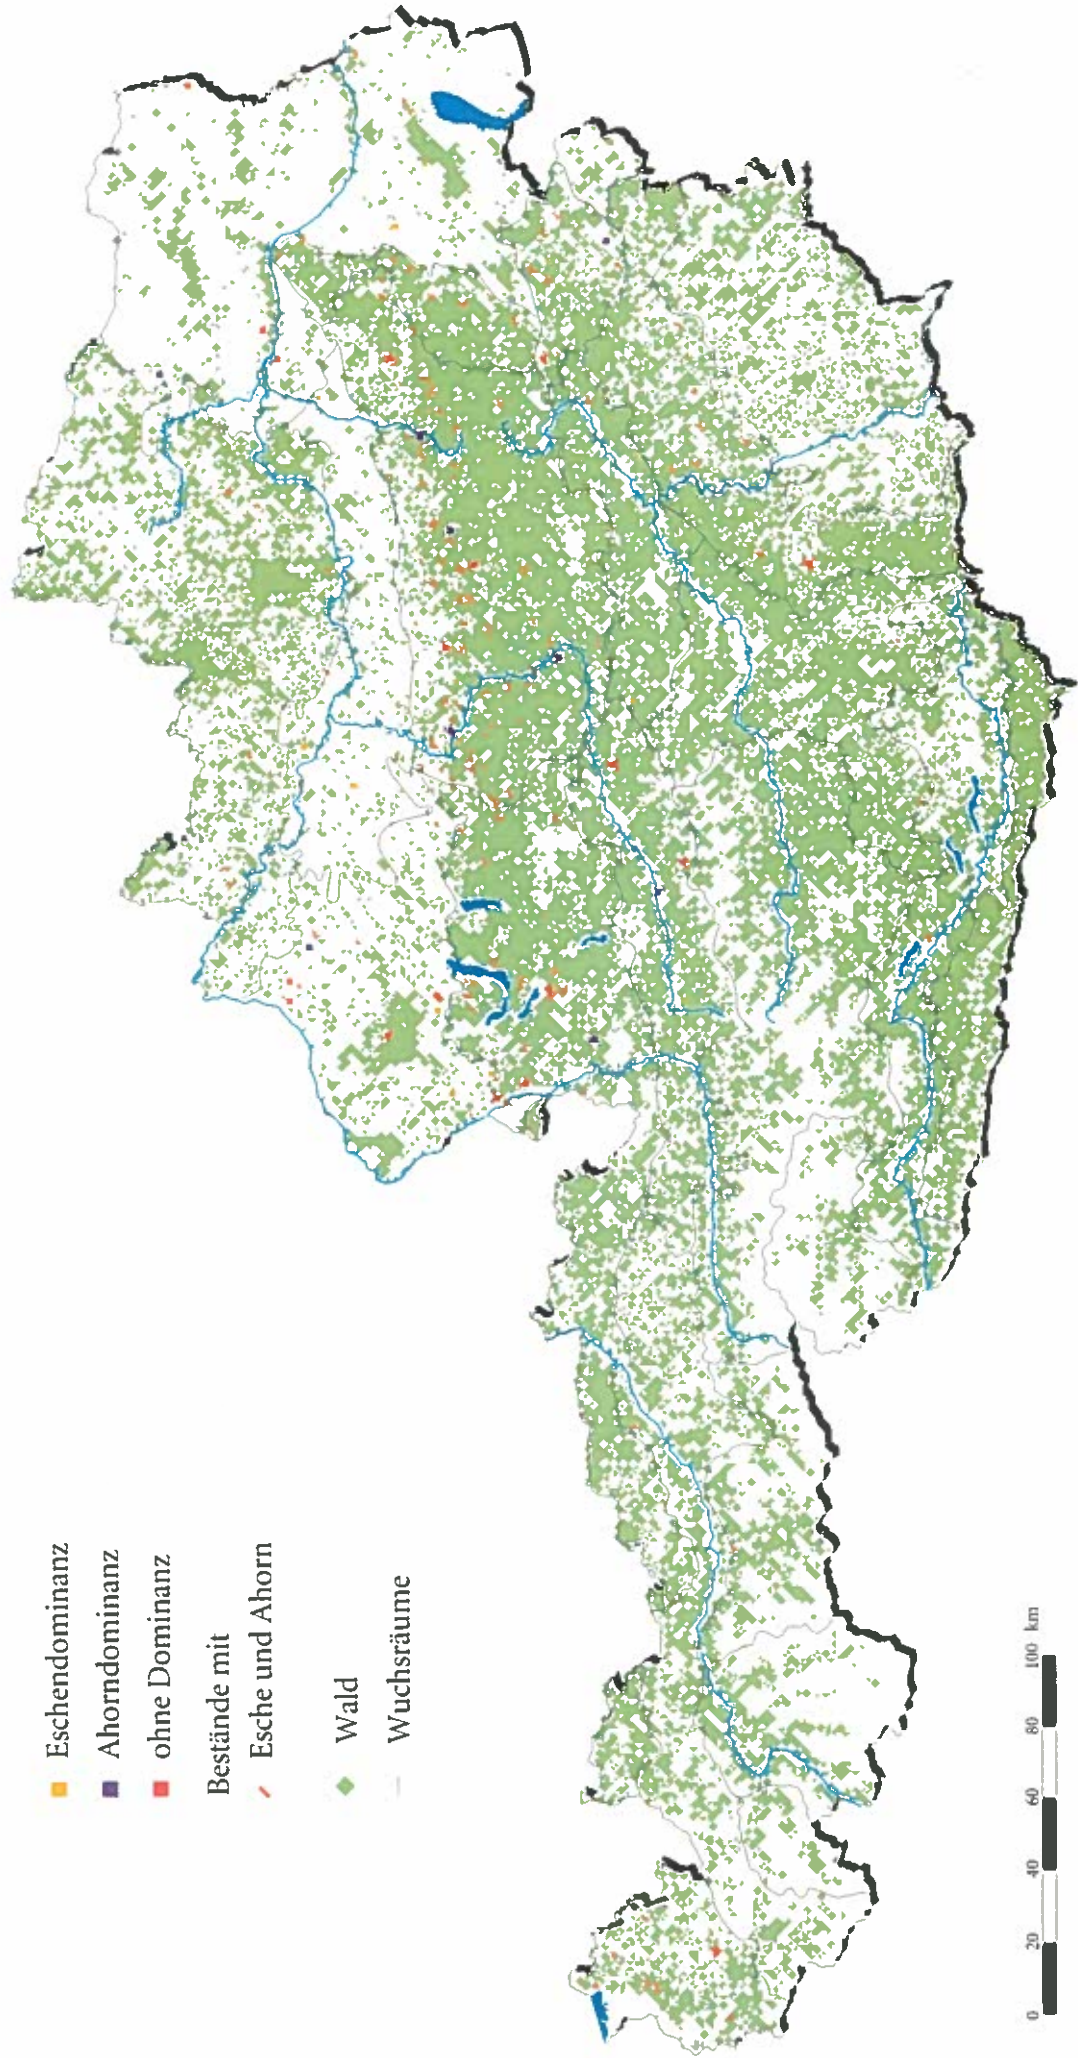 Eschendominanz
Ahorndominanz
ohne Dominanz
Bestände mit
Esche und Ahorn
Wald
Wuchsräume
0 20 40 60 80 100 km